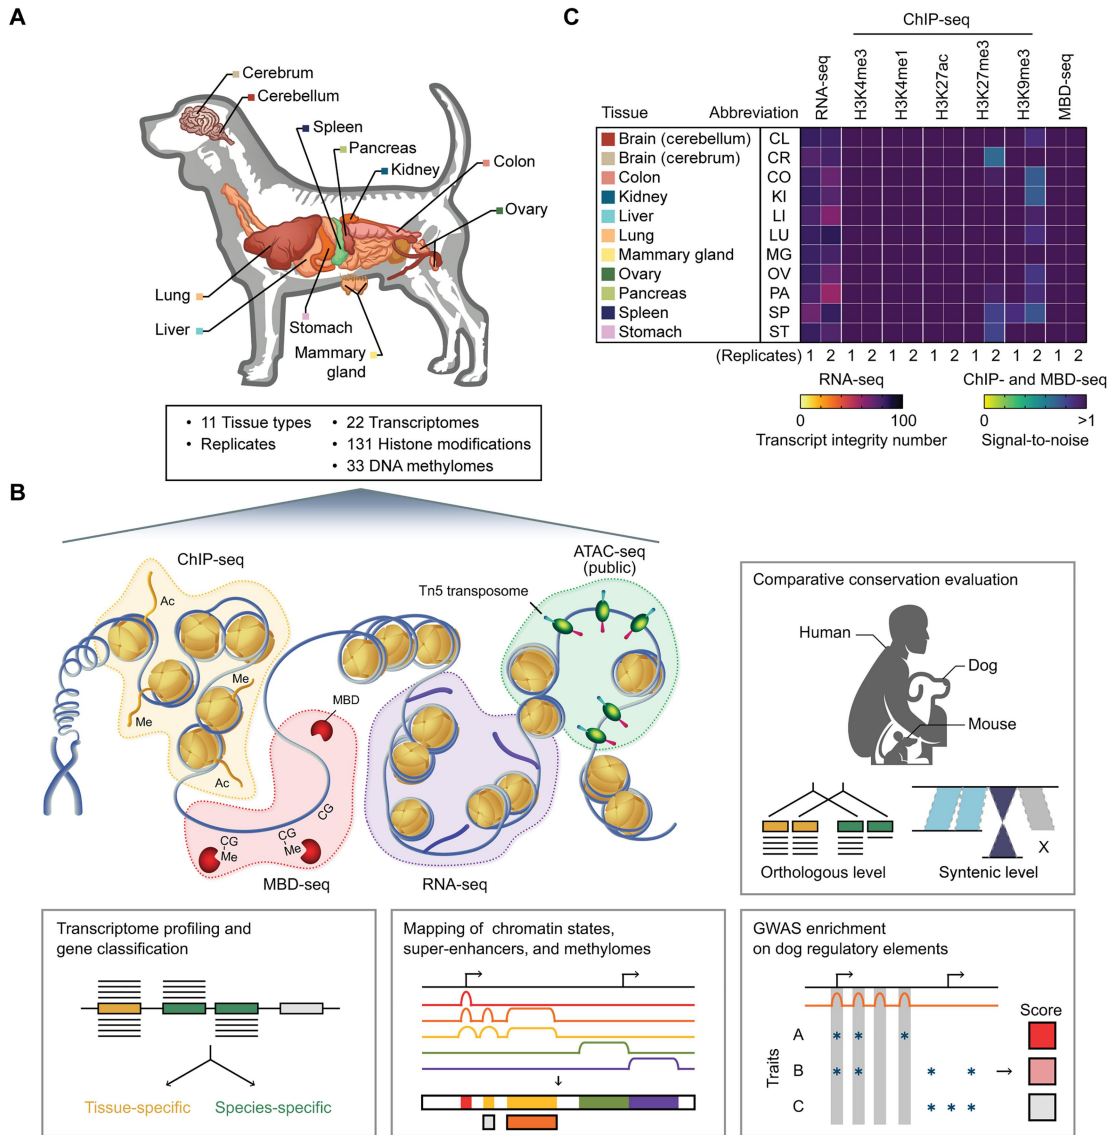 A
Cerebrum
Cerebellum
Spleen
Pancreas
Kidney
Colon
Ovary
Lung
Liver
Stomach
Mammary
gland
• 11 Tissue types
• Replicates
• 22 Transcriptomes
• 131 Histone modifications
• 33 DNA methylomes
C
ChIP-seq
RNA-seq
H3K4me3
H3K4me1
H3K27ac
H3K27me3
H3K9me3
MBD-seq
Tissue Abbreviation
Brain (cerebellum) CL
Brain (cerebrum) CR
Colon CO
Kidney KI
Liver LI
Lung LU
Mammary gland MG
Ovary OV
Pancreas PA
Spleen SP
Stomach ST
(Replicates) 1 2 1 2 1 2 1 2 1 2 1 2 1 2
RNA-seq
0 100
Transcript integrity number
ChIP- and MBD-seq
0 >1
Signal-to-noise
B
ChIP-seq
Ac
Me
Me
Ac
MBD
CG
CG
Me
CG
Me
MBD-seq
RNA-seq
ATAC-seq
(public)
Tn5 transposome
Comparative conservation evaluation
Human
Dog
Mouse
X
Orthologous level
Syntenic level
Transcriptome profiling and
gene classification
Tissue-specific
Species-specific
Mapping of chromatin states,
super-enhancers, and methylomes
GWAS enrichment
on dog regulatory elements
Score
Traits
A * * *
B * * * *
C * * *